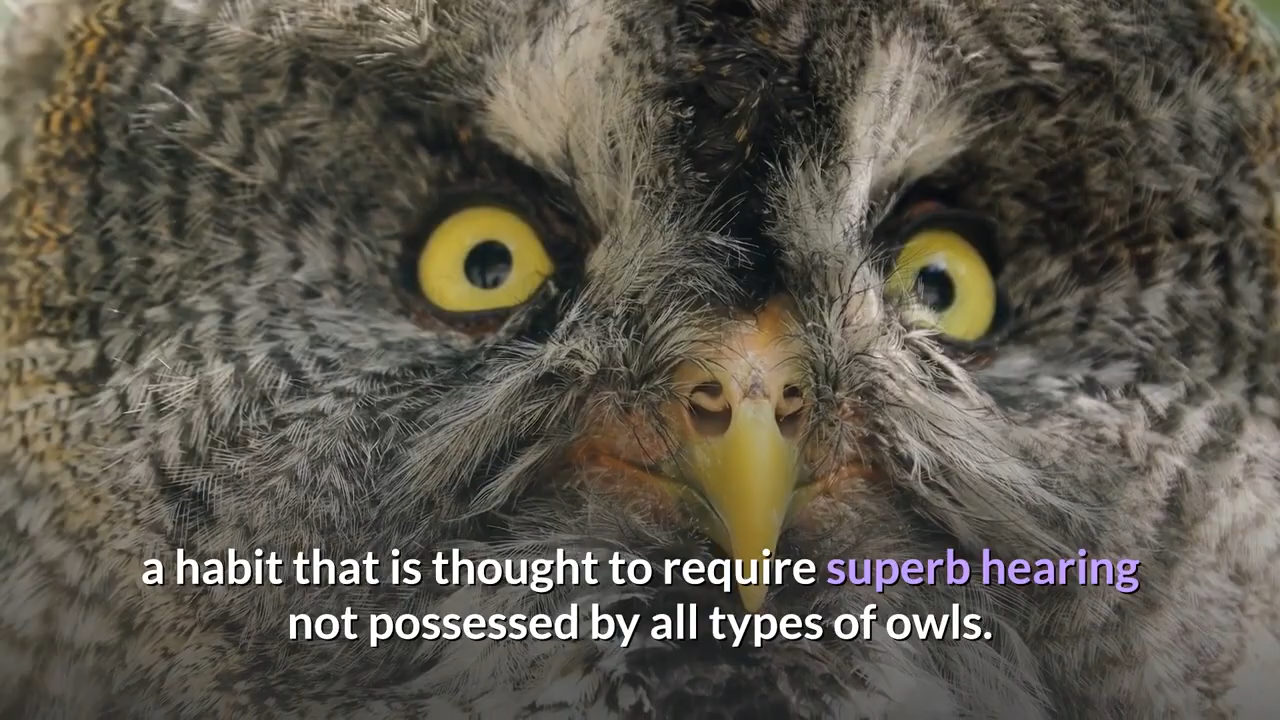 a habit that is thought to require superb hearing
not possessed by all types of owls.